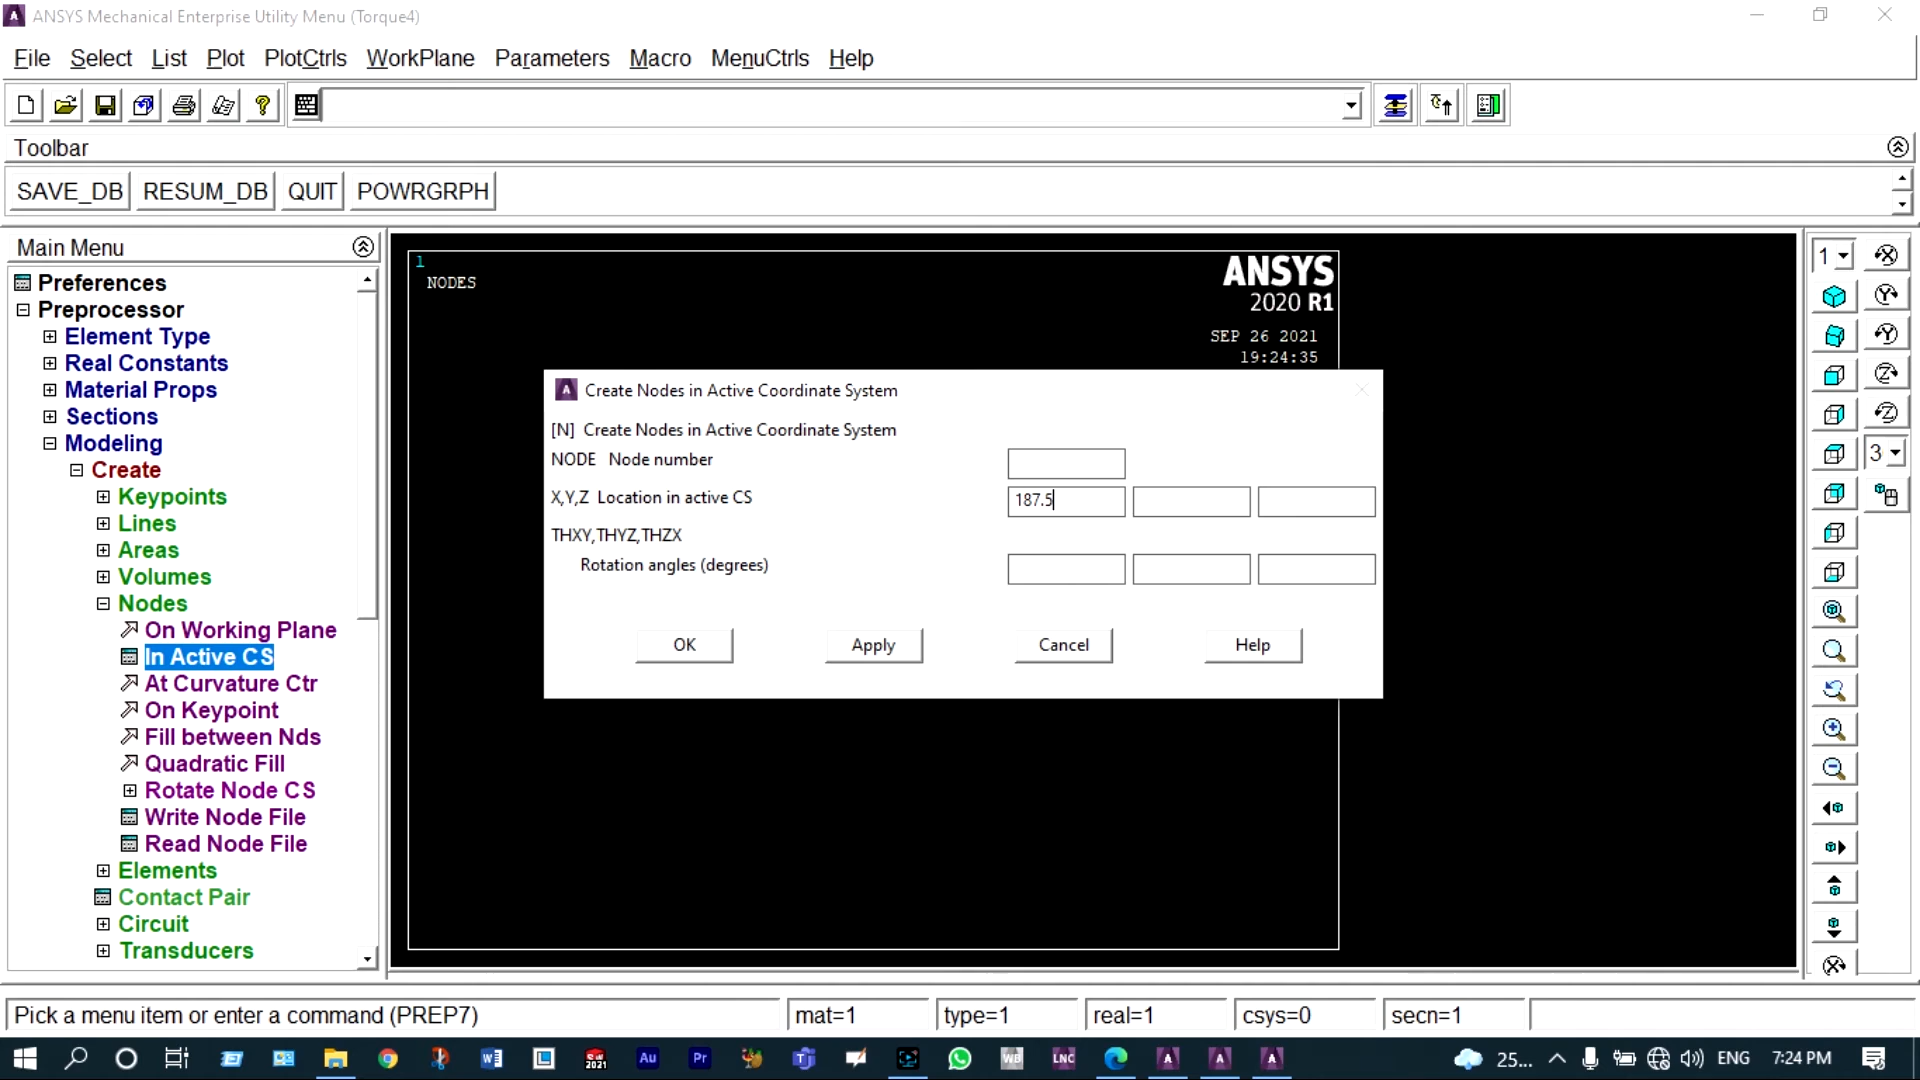 ANSYS Mechanical Enterprise Utility Menu (Torque4)
File Select List Plot PlotCtrls WorkPlane Parameters Macro MenuCtrls Help
Toolbar
SAVE_DB RESUM_DB QUIT POWRGRPH
Main Menu
Preferences
Preprocessor
Element Type
Real Constants
Material Props
Sections
Modeling
Create
Keypoints
Lines
Areas
Volumes
Nodes
On Working Plane
In Active CS
At Curvature Ctr
On Keypoint
Fill between Nds
Quadratic Fill
Rotate Node CS
Write Node File
Read Node File
Elements
Contact Pair
Circuit
Transducers
1
NODES
ANSYS
2020 R1
SEP 26 2021
19:24:35
Create Nodes in Active Coordinate System
[N] Create Nodes in Active Coordinate System
NODE Node number
X,Y,Z Location in active CS
187.5
THXY,THYZ,THZX
Rotation angles (degrees)
OK Apply Cancel Help
1
3
Pick a menu item or enter a command (PREP7) mat=1 type=1 real=1 csys=0 secn=1
SW 2021 Au Pr WB LNC 25... ENG 7:24 PM